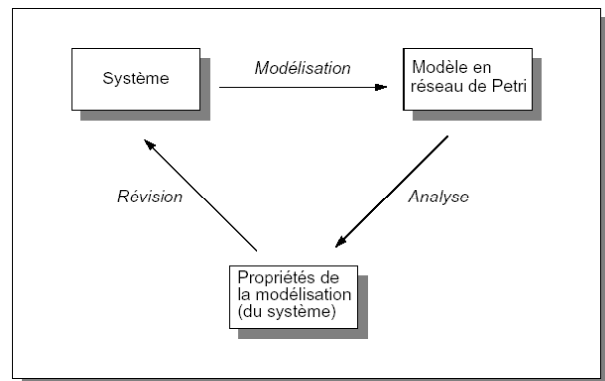 Système
Modélisation
Modèle en
réseau de Petri
Révision
Analyse
Propriétés de
la modélisation
(du système)